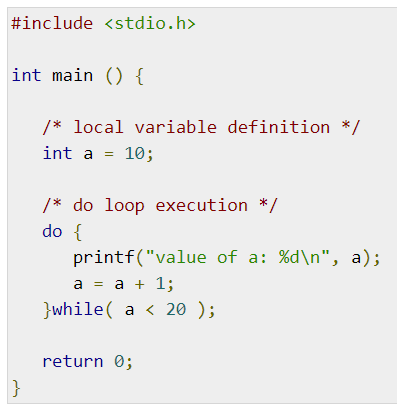 #include <stdio.h>
int main () {
/* local variable definition */
int a = 10;
/* do loop execution */
do {
printf("value of a: %d\n", a);
a = a + 1;
}while( a < 20 );
return 0;
}